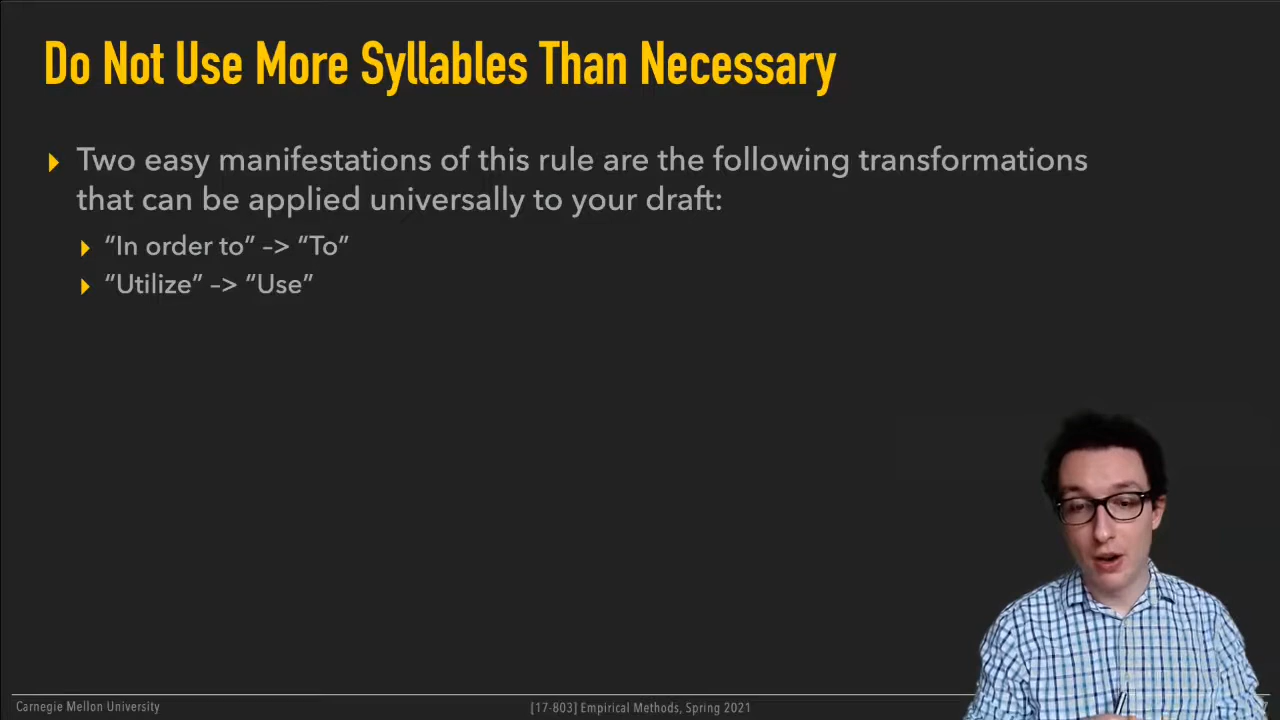 Do Not Use More Syllables Than Necessary
Two easy manifestations of this rule are the following transformations
that can be applied universally to your draft:
“In order to” –> “To”
“Utilize” –> “Use”
Carnegie Mellon University
[17-803] Empirical Methods, Spring 2021